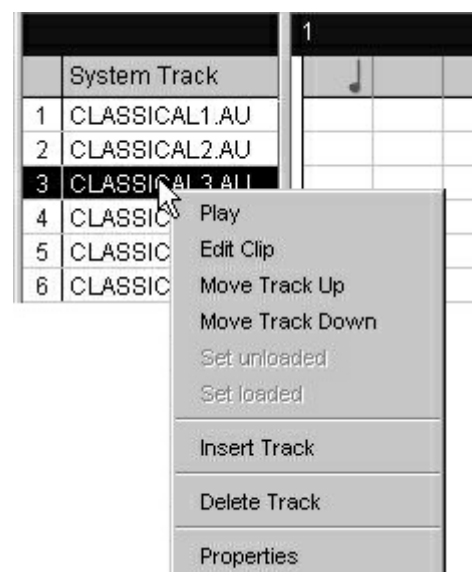 1
System Track
1 CLASSICAL1.AU
2 CLASSICAL2.AU
3 CLASSICAL3.AU
4 CLASSIC
5 CLASSIC
6 CLASSIC
Play
Edit Clip
Move Track Up
Move Track Down
Set unloaded
Set loaded
Insert Track
Delete Track
Properties